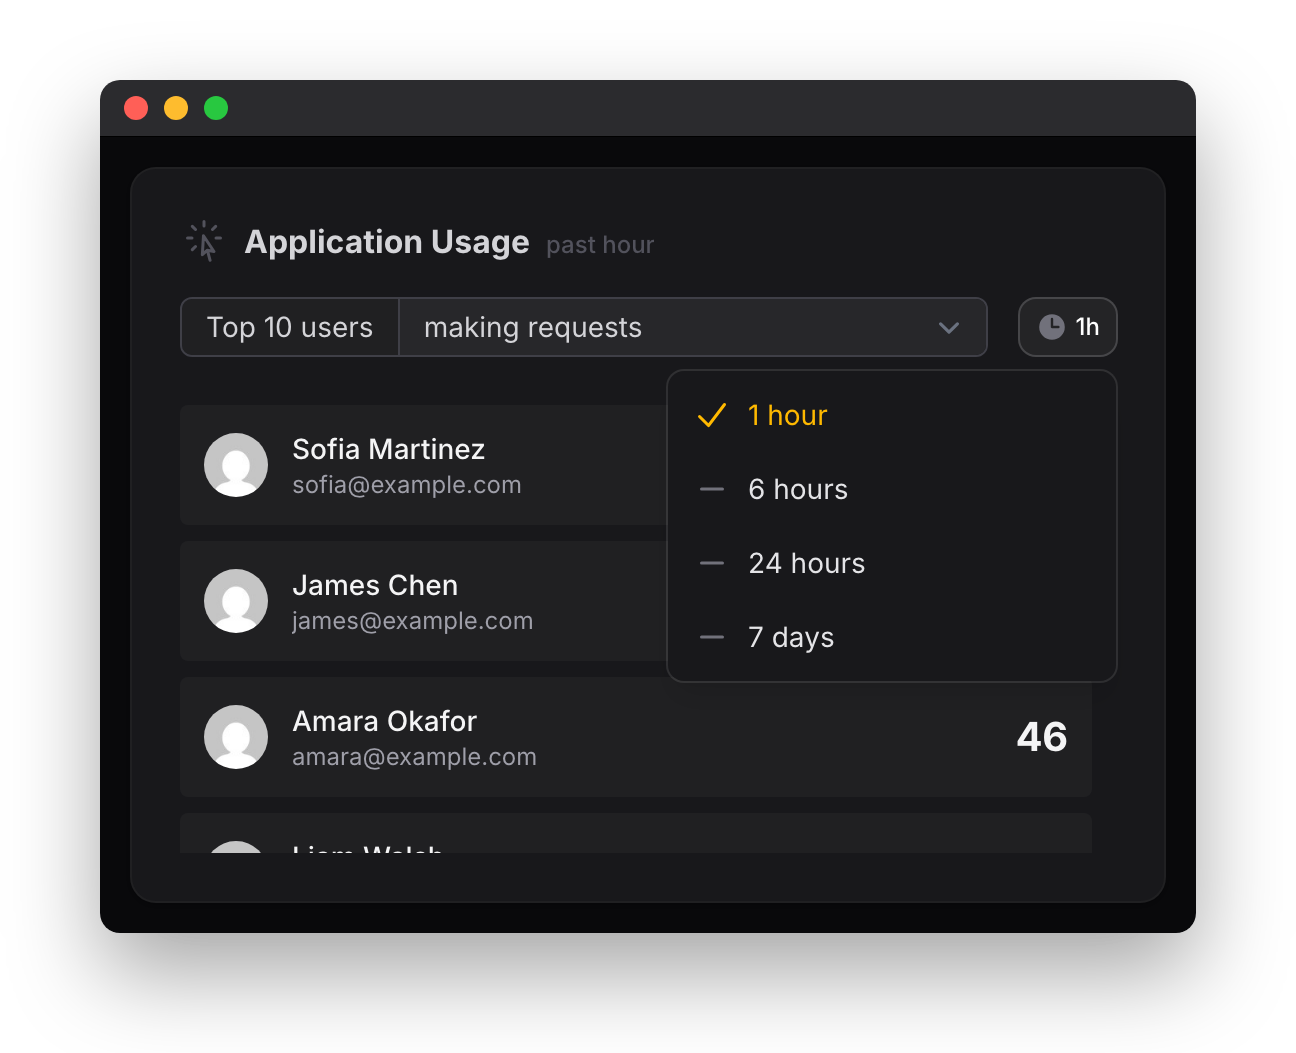 Application Usage past hour
Top 10 users making requests 1h
1 hour
6 hours
24 hours
7 days
Sofia Martinez
sofia@example.com
James Chen
james@example.com
Amara Okafor
amara@example.com
46